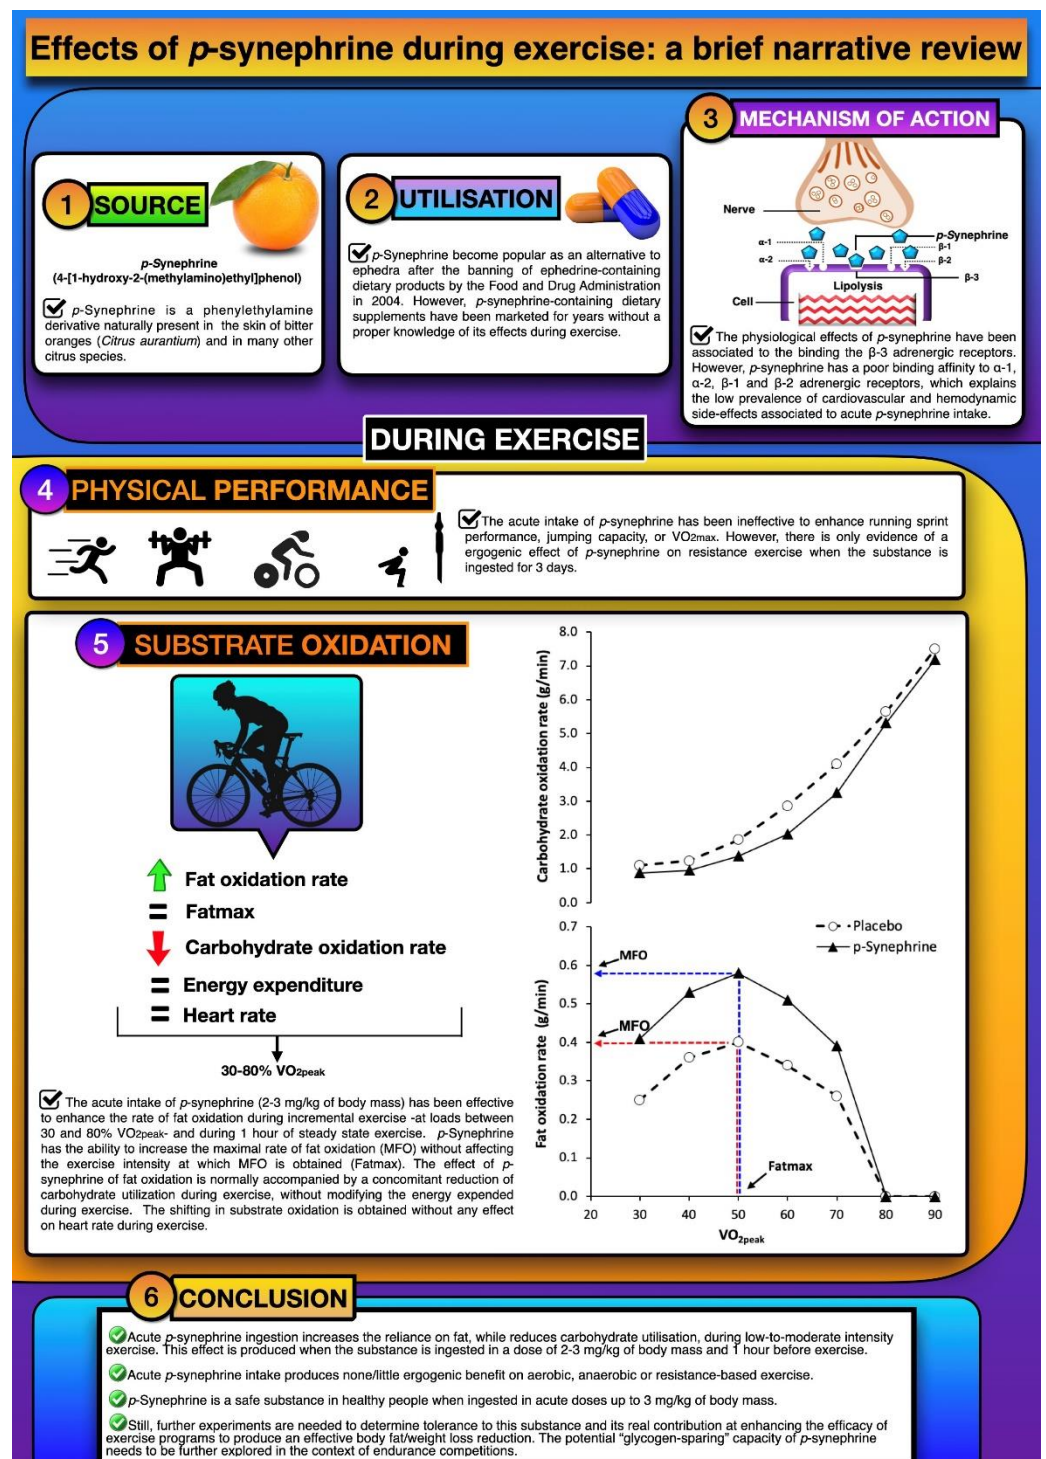 Effects of p-synephrine during exercise: a brief narrative review
1 SOURCE
p-Synephrine
(4-[1-hydroxy-2-(methylamino)ethyl]phenol)
p-Synephrine is a phenylethylamine
derivative naturally present in the skin of bitter
oranges (Citrus aurantium) and in many other
citrus species.
2 UTILISATION
p-Synephrine become popular as an alternative to
ephedra after the banning of ephedrine-containing
dietary products by the Food and Drug Administration
in 2004. However, p-synephrine-containing dietary
supplements have been marketed for years without a
proper knowledge of its effects during exercise.
3 MECHANISM OF ACTION
Nerve
p-Synephrine
α-1
α-2
β-1
β-2
β-3
Lipolysis
Cell
The physiological effects of p-synephrine have been
associated to the binding the β-3 adrenergic receptors.
However, p-synephrine has a poor binding affinity to α-1,
α-2, β-1 and β-2 adrenergic receptors, which explains
the low prevalence of cardiovascular and hemodynamic
side-effects associated to acute p-synephrine intake.
DURING EXERCISE
4 PHYSICAL PERFORMANCE
The acute intake of p-synephrine has been ineffective to enhance running sprint
performance, jumping capacity, or VO2max. However, there is only evidence of a
ergogenic effect of p-synephrine on resistance exercise when the substance is
ingested for 3 days.
5 SUBSTRATE OXIDATION
Fat oxidation rate
= Fatmax
Carbohydrate oxidation rate
= Energy expenditure
= Heart rate
30-80% VO2peak
The acute intake of p-synephrine (2-3 mg/kg of body mass) has been effective
to enhance the rate of fat oxidation during incremental exercise -at loads between
30 and 80% VO2peak- and during 1 hour of steady state exercise. p-Synephrine
has the ability to increase the maximal rate of fat oxidation (MFO) without affecting
the exercise intensity at which MFO is obtained (Fatmax). The effect of p-
synephrine of fat oxidation is normally accompanied by a concomitant reduction of
carbohydrate utilization during exercise, without modifying the energy expended
during exercise. The shifting in substrate oxidation is obtained without any effect
on heart rate during exercise.
Carbohydrate oxidation rate (g/min)
8.0
7.0
6.0
5.0
4.0
3.0
2.0
1.0
0.0
Fat oxidation rate (g/min)
0.7
0.6
0.5
0.4
0.3
0.2
0.1
0.0
Placebo
p-Synephrine
MFO
MFO
Fatmax
20 30 40 50 60 70 80 90
VO2peak
6 CONCLUSION
Acute p-synephrine ingestion increases the reliance on fat, while reduces carbohydrate utilisation, during low-to-moderate intensity
exercise. This effect is produced when the substance is ingested in a dose of 2-3 mg/kg of body mass and 1 hour before exercise.
Acute p-synephrine intake produces none/little ergogenic benefit on aerobic, anaerobic or resistance-based exercise.
p-Synephrine is a safe substance in healthy people when ingested in acute doses up to 3 mg/kg of body mass.
Still, further experiments are needed to determine tolerance to this substance and its real contribution at enhancing the efficacy of
exercise programs to produce an effective body fat/weight loss reduction. The potential "glycogen-sparing" capacity of p-synephrine
needs to be further explored in the context of endurance competitions.